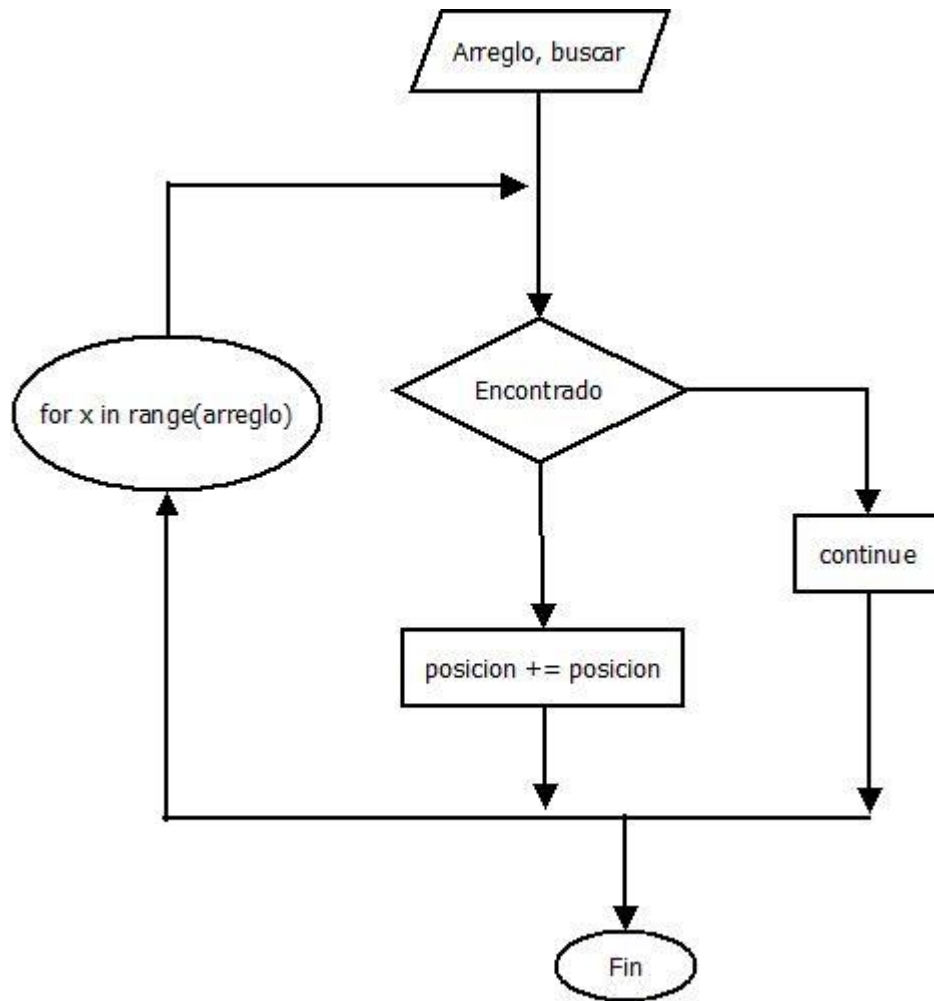 Arreglo, buscar
Encontrado
for x in range(arreglo)
continue
posicion += posicion
Fin